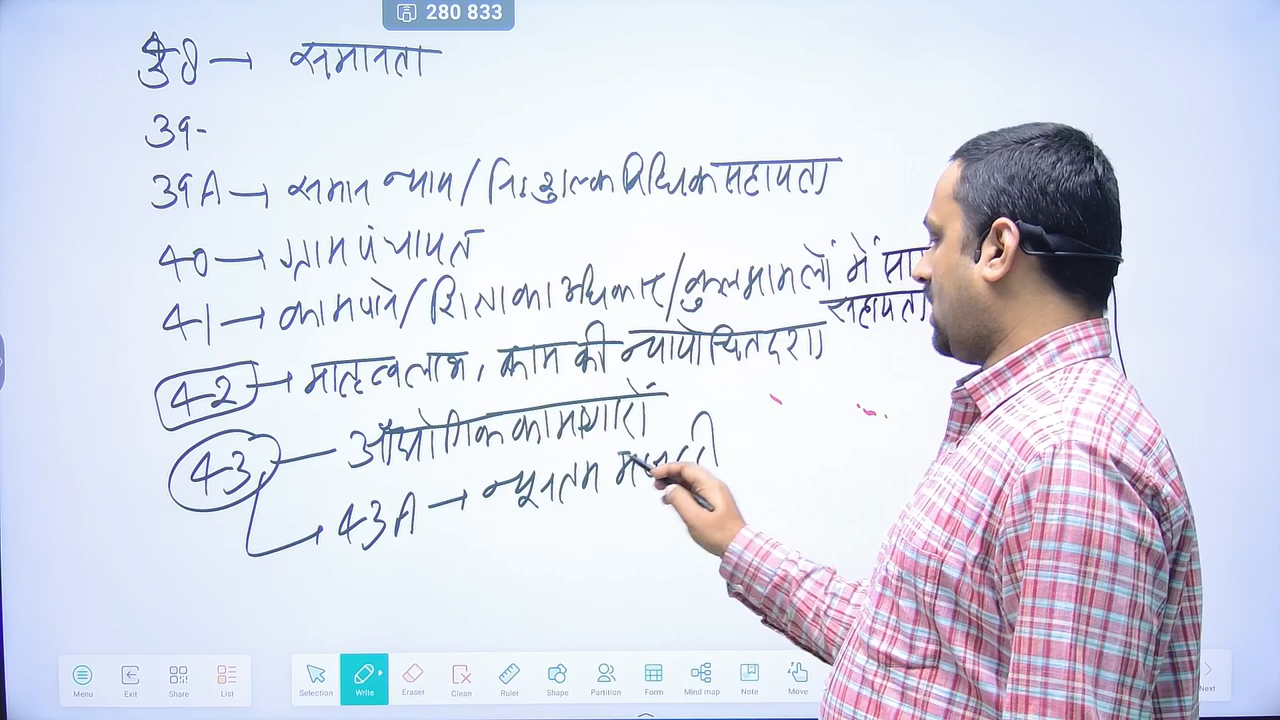 280 833
38 → समानता
39-
39A → समान न्याय / निःशुल्क विधिक सहायता
40 → ग्राम पंचायत
41 → काम पाने / शिक्षा का अधिकार / कुछ मामलों में
सहायता
42 → मातृत्व लाभ, काम की न्यायोचित दशा
43 — औद्योगिक कामगारों
43A → न्यूनतम
Menu Exit Share List Selection Write Eraser Clean Ruler Shape Partition Form Mind map Note Move Next